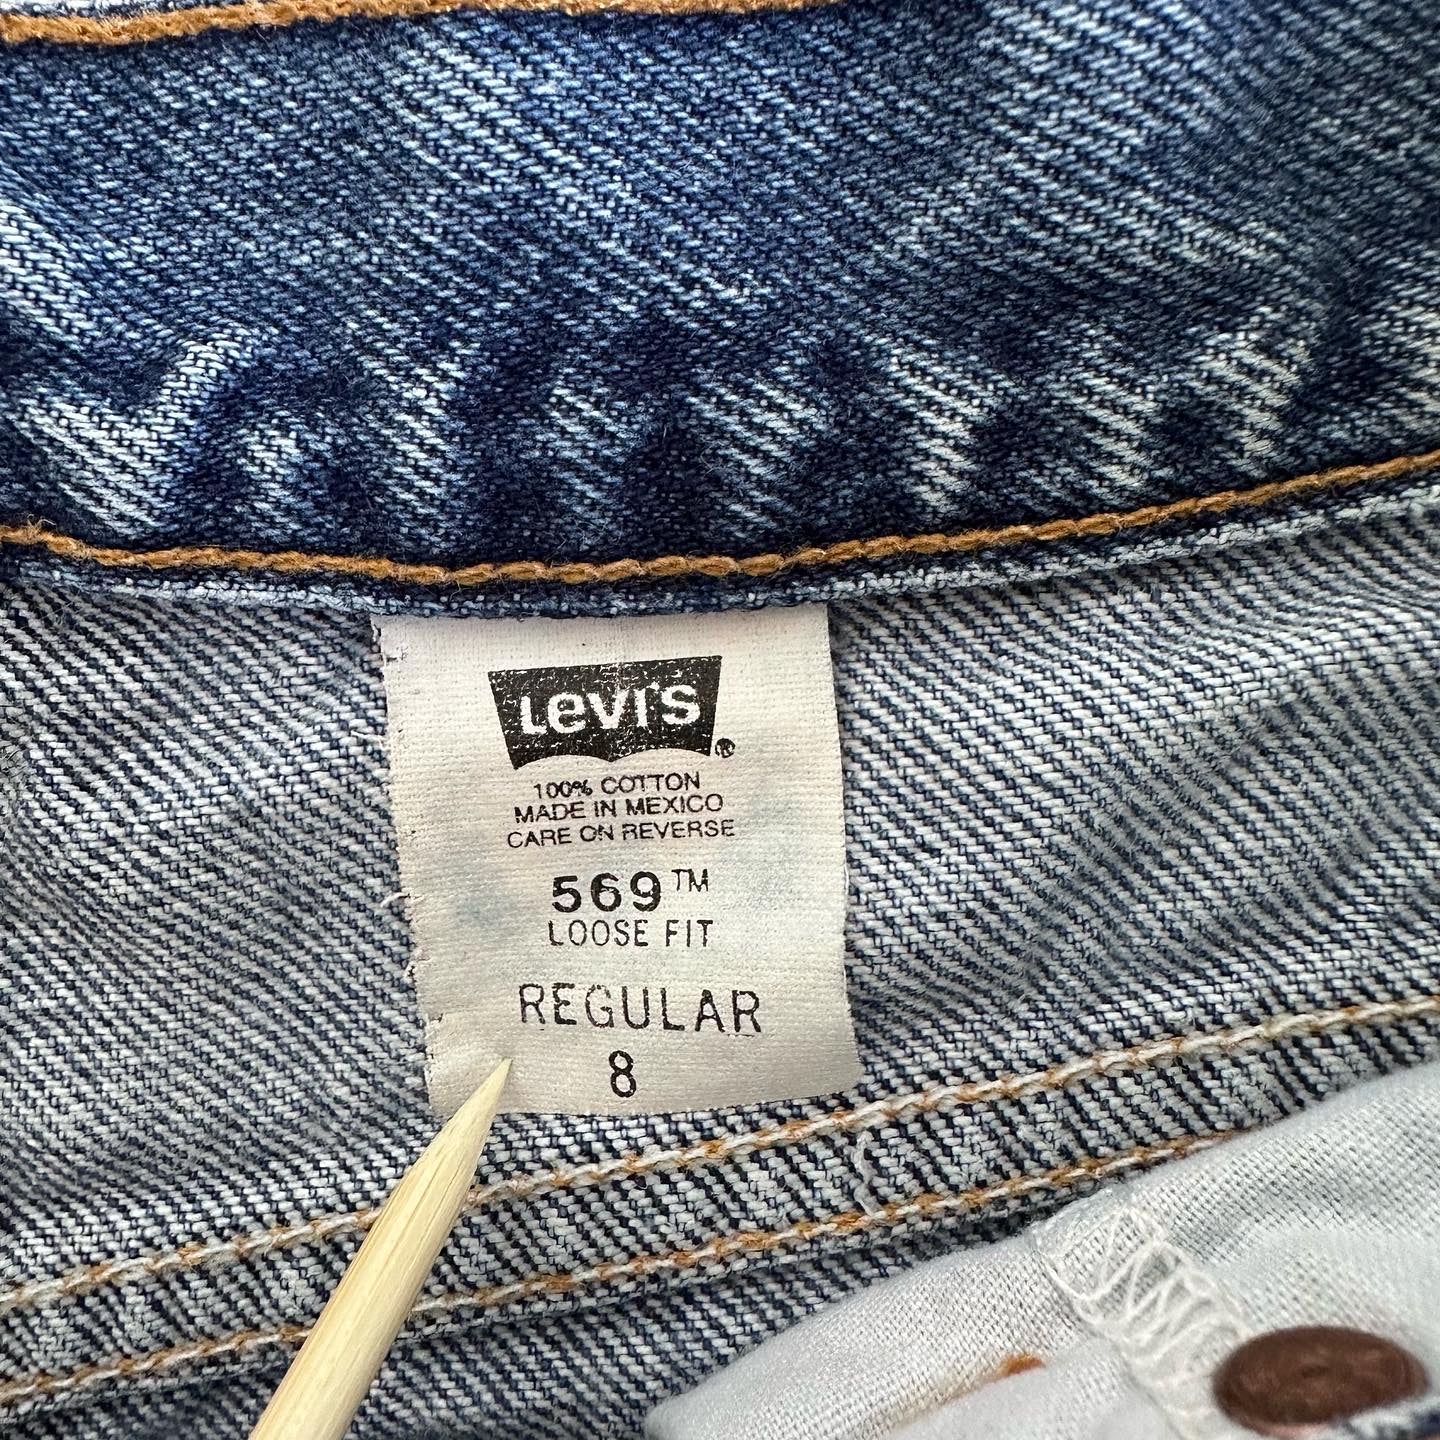 LEVI'S ®
100% COTTON
MADE IN MEXICO
CARE ON REVERSE
569™
LOOSE FIT
REGULAR
8